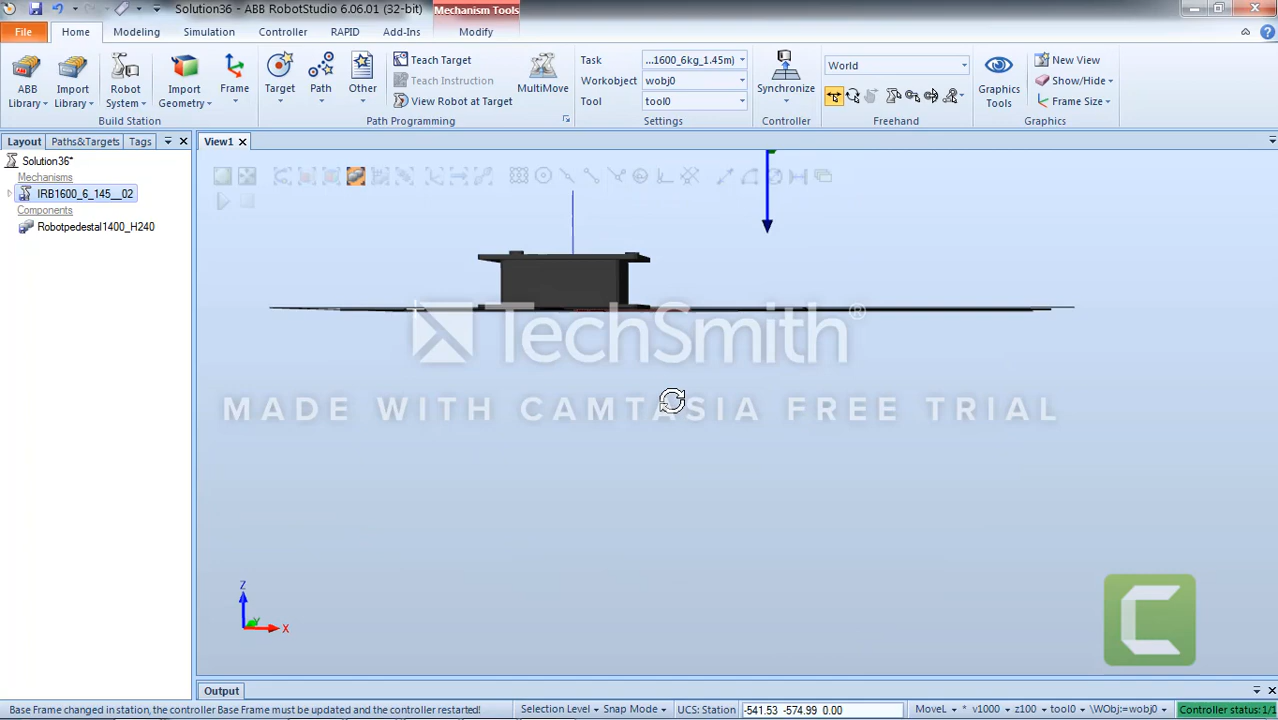 Solution36 - ABB RobotStudio 6.06.01 (32-bit)
Mechanism Tools
File
Home
Modeling
Simulation
Controller
RAPID
Add-Ins
Modify
ABB Library
Import Library
Robot System
Import Geometry
Frame
Build Station
Target
Path
Other
Teach Target
Teach Instruction
View Robot at Target
MultiMove
Path Programming
Task
...1600_6kg_1.45m)
Workobject
wobj0
Tool
tool0
Settings
Synchronize
Controller
World
Freehand
Graphics Tools
New View
Show/Hide
Frame Size
Graphics
Layout
Paths&Targets
Tags
View1
Solution36*
Mechanisms
IRB1600_6_145__02
Components
Robotpedestal1400_H240
TechSmith®
MADE WITH CAMTASIA FREE TRIAL
Z
Y
X
Output
Base Frame changed in station, the controller Base Frame must be updated and the controller restarted!
Selection Level
Snap Mode
UCS: Station
-541.53 -574.99 0.00
MoveL * v1000 z100 tool0 \WObj:=wobj0
Controller status:1/1